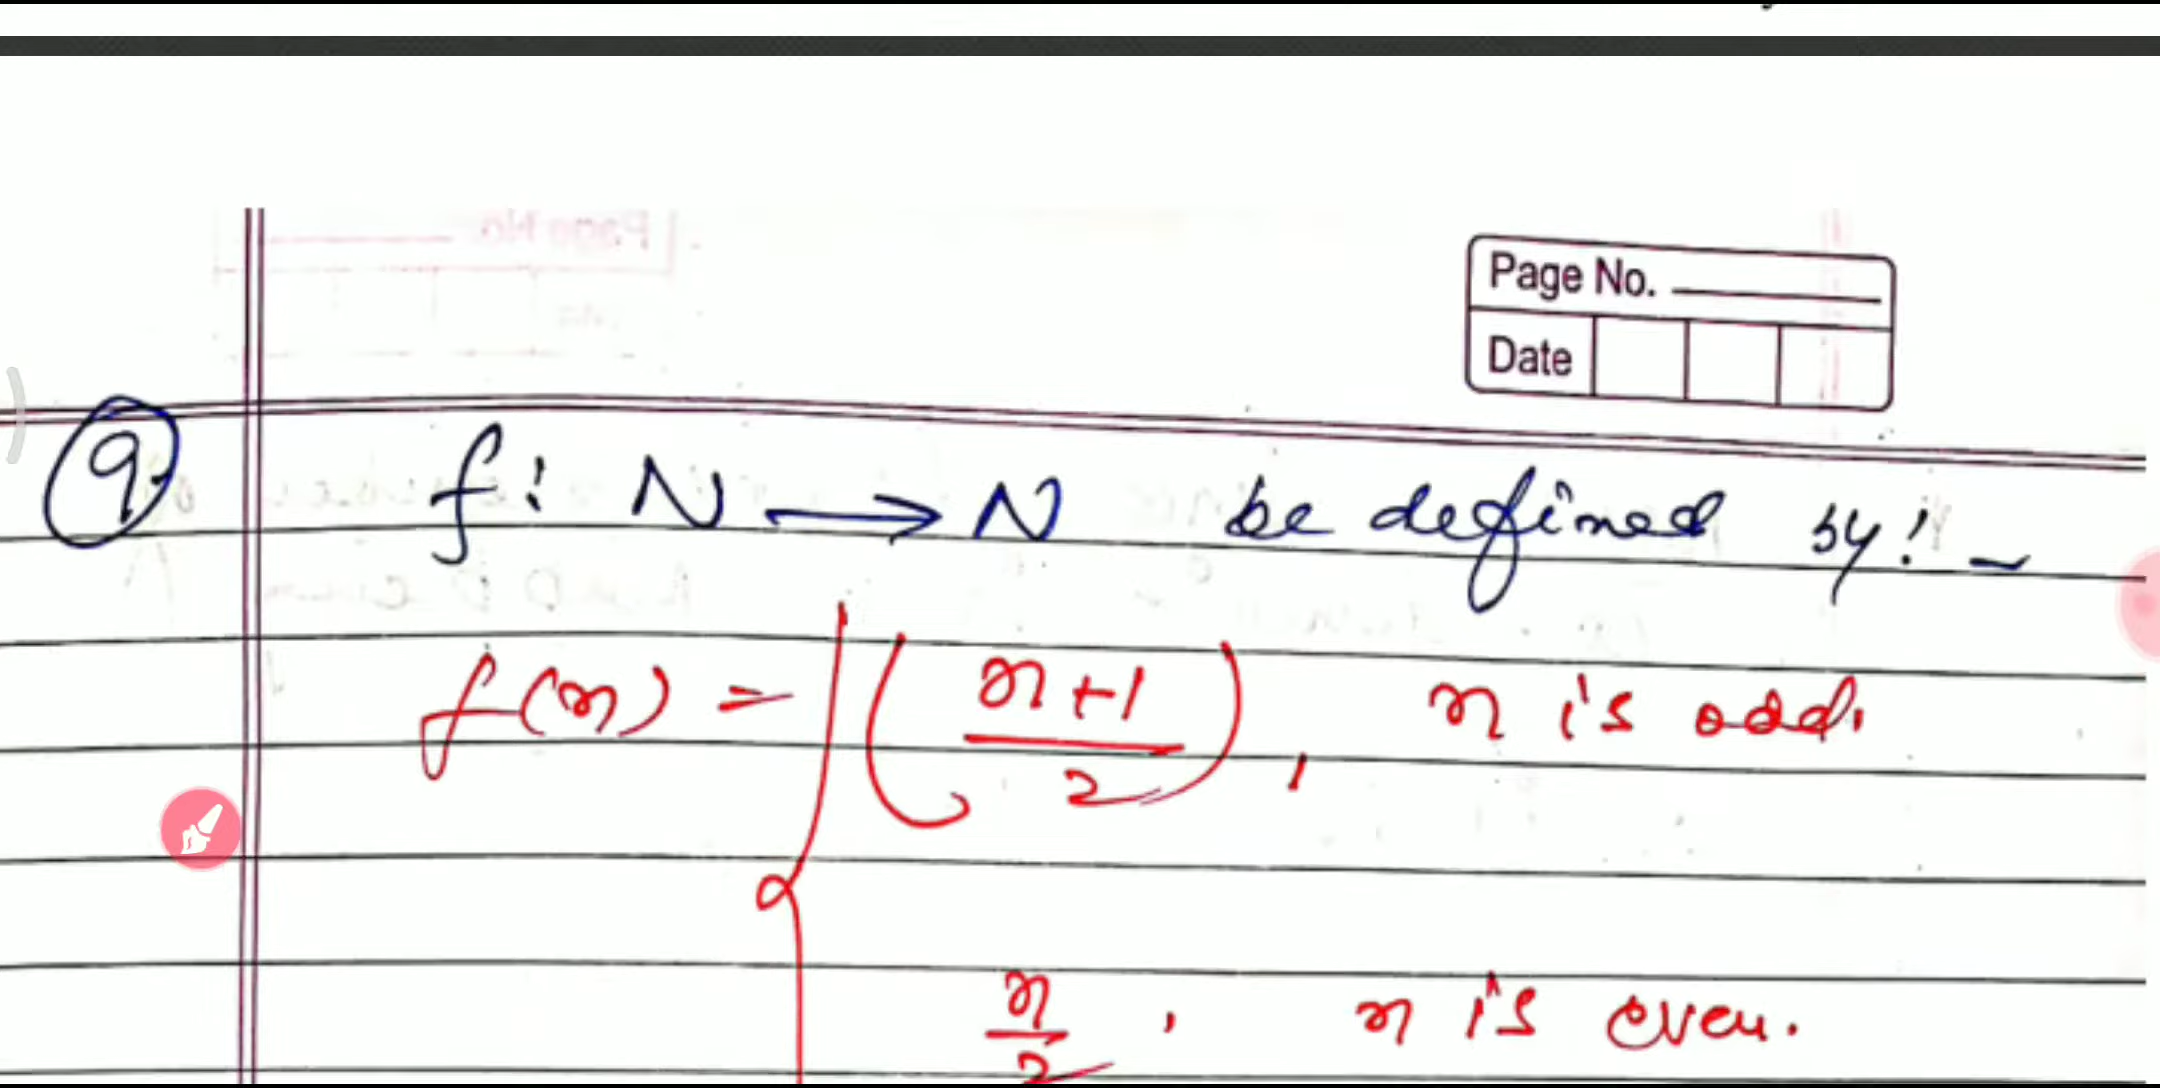 Page No.
Date
9. f: N → N be defined by:-
f(n) = { (n+1/2), n is odd.
n/2, n is even.